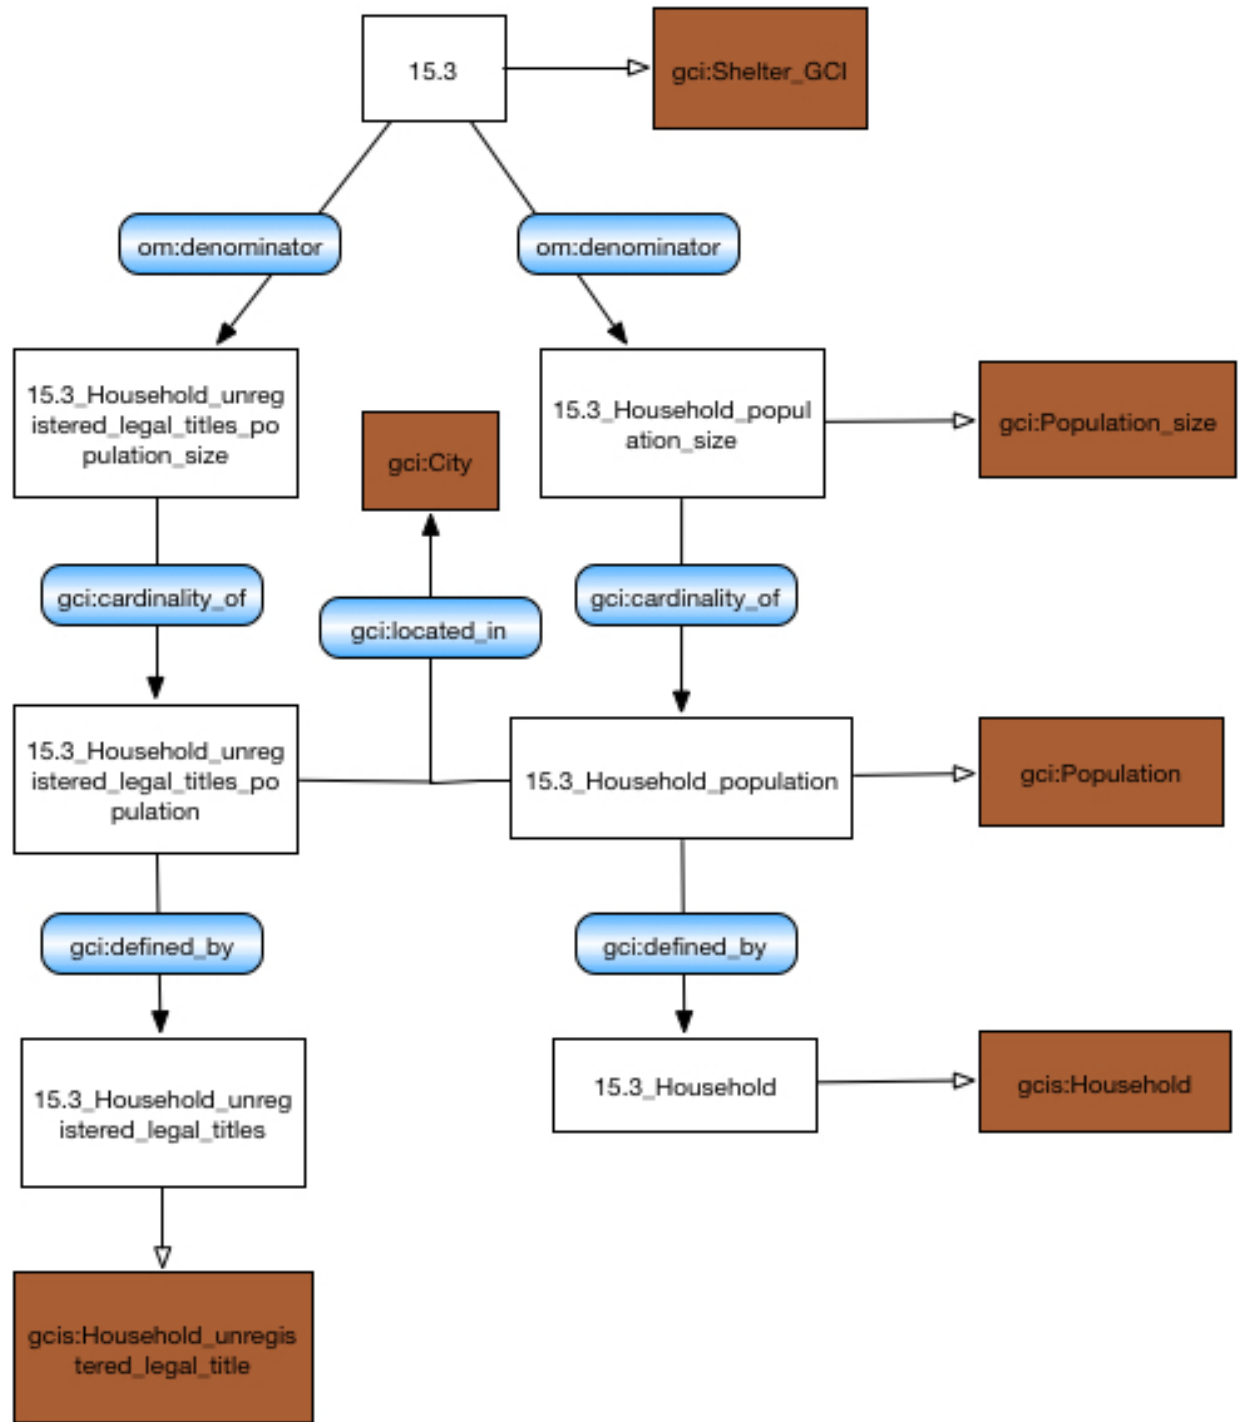 15.3
gci:Shelter_GCI
om:denominator
om:denominator
15.3_Household_unreg
istered_legal_titles_po
pulation_size
15.3_Household_popul
ation_size
gci:Population_size
gci:City
gci:cardinality_of
gci:located_in
gci:cardinality_of
15.3_Household_unreg
istered_legal_titles_po
pulation
15.3_Household_population
gci:Population
gci:defined_by
gci:defined_by
15.3_Household_unreg
istered_legal_titles
15.3_Household
gcis:Household
gcis:Household_unregis
tered_legal_title